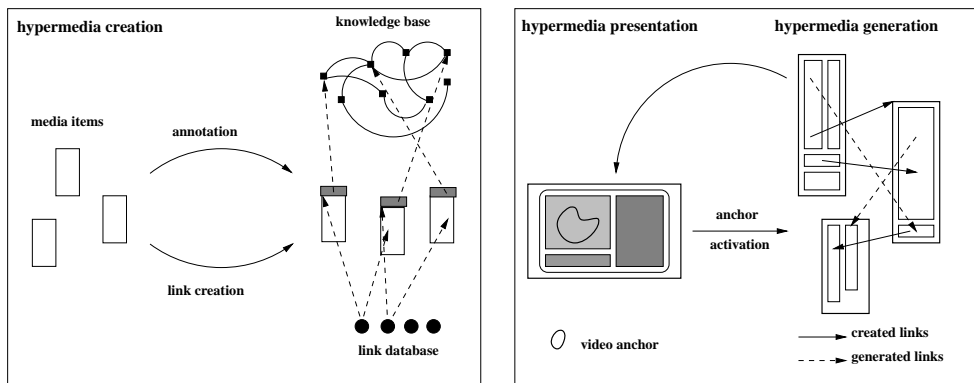 hypermedia creation
knowledge base
media items
annotation
link creation
link database
hypermedia presentation
hypermedia generation
anchor
activation
video anchor
created links
generated links